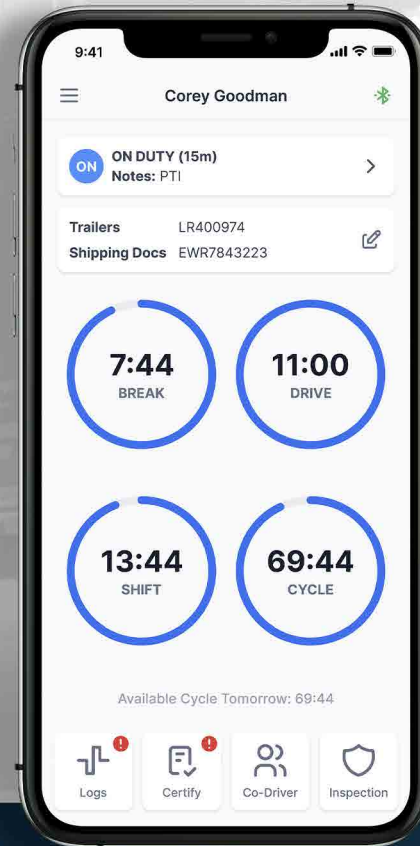 9:41
Corey Goodman
ON
ON DUTY (15m)
Notes: PTI
Trailers LR400974
Shipping Docs EWR7843223
7:44
BREAK
11:00
DRIVE
13:44
SHIFT
69:44
CYCLE
Available Cycle Tomorrow: 69:44
Logs
Certify
Co-Driver
Inspection